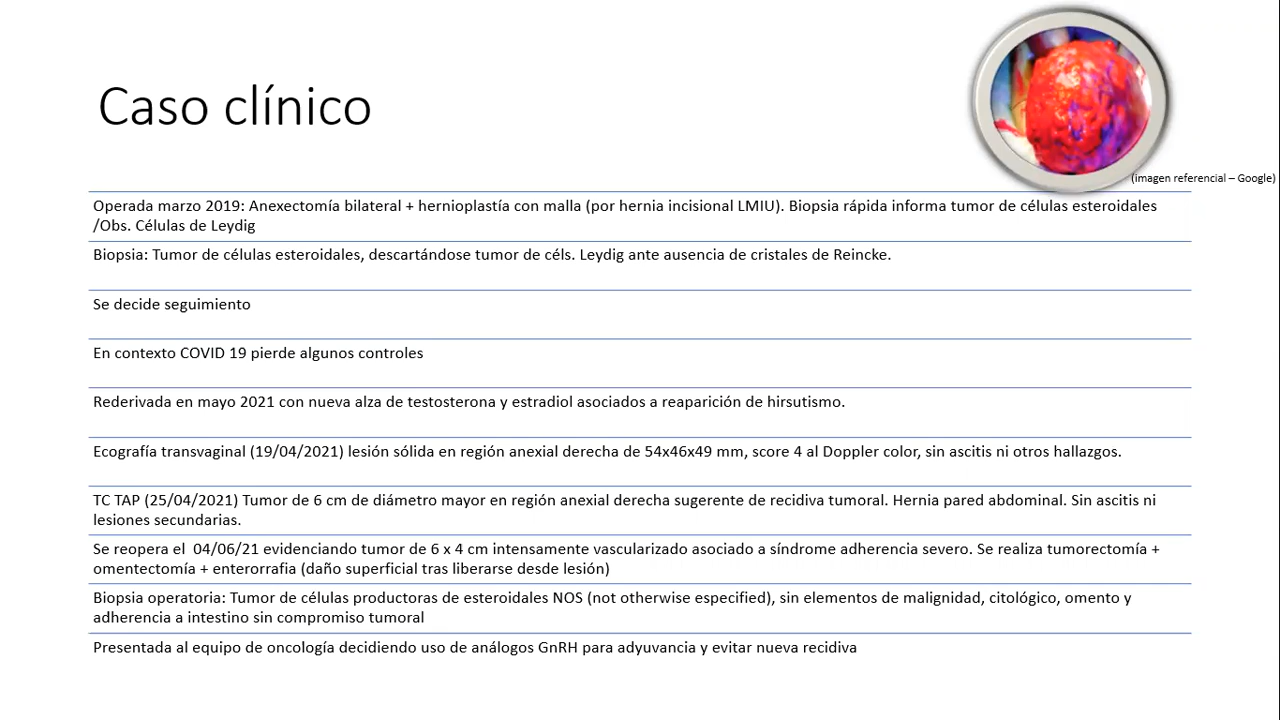 Caso clínico
(imagen referencial – Google)
Operada marzo 2019: Anexectomía bilateral + hernioplastía con malla (por hernia incisional LMIU). Biopsia rápida informa tumor de células esteroidales
/Obs. Células de Leydig
Biopsia: Tumor de células esteroidales, descartándose tumor de céls. Leydig ante ausencia de cristales de Reincke.
Se decide seguimiento
En contexto COVID 19 pierde algunos controles
Rederivada en mayo 2021 con nueva alza de testosterona y estradiol asociados a reaparición de hirsutismo.
Ecografía transvaginal (19/04/2021) lesión sólida en región anexial derecha de 54x46x49 mm, score 4 al Doppler color, sin ascitis ni otros hallazgos.
TC TAP (25/04/2021) Tumor de 6 cm de diámetro mayor en región anexial derecha sugerente de recidiva tumoral. Hernia pared abdominal. Sin ascitis ni
lesiones secundarias.
Se reopera el 04/06/21 evidenciando tumor de 6 x 4 cm intensamente vascularizado asociado a síndrome adherencia severo. Se realiza tumorectomía +
omentectomía + enterorrafia (daño superficial tras liberarse desde lesión)
Biopsia operatoria: Tumor de células productoras de esteroidales NOS (not otherwise especified), sin elementos de malignidad, citológico, omento y
adherencia a intestino sin compromiso tumoral
Presentada al equipo de oncología decidiendo uso de análogos GnRH para adyuvancia y evitar nueva recidiva